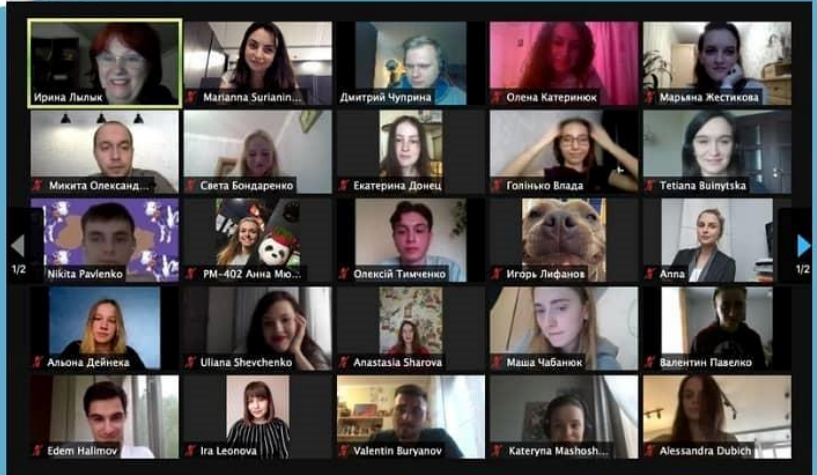 Ирина Лылык
Marianna Surianin...
Дмитрий Чуприна
Олена Катеринюк
Марьяна Жестикова
Микита Олександ...
Света Бондаренко
Екатерина Донец
Голінько Влада
Tetiana Buinytska
Nikita Pavlenko
РМ-402 Анна Мю...
Олексій Тимченко
Игорь Лифанов
Anna
1/2
1/2
Альона Дейнека
Uliana Shevchenko
Anastasia Sharova
Маша Чабанюк
Валентин Павелко
Edem Halimov
Ira Leonova
Valentin Buryanov
Kateryna Mashosh...
Alessandra Dubich